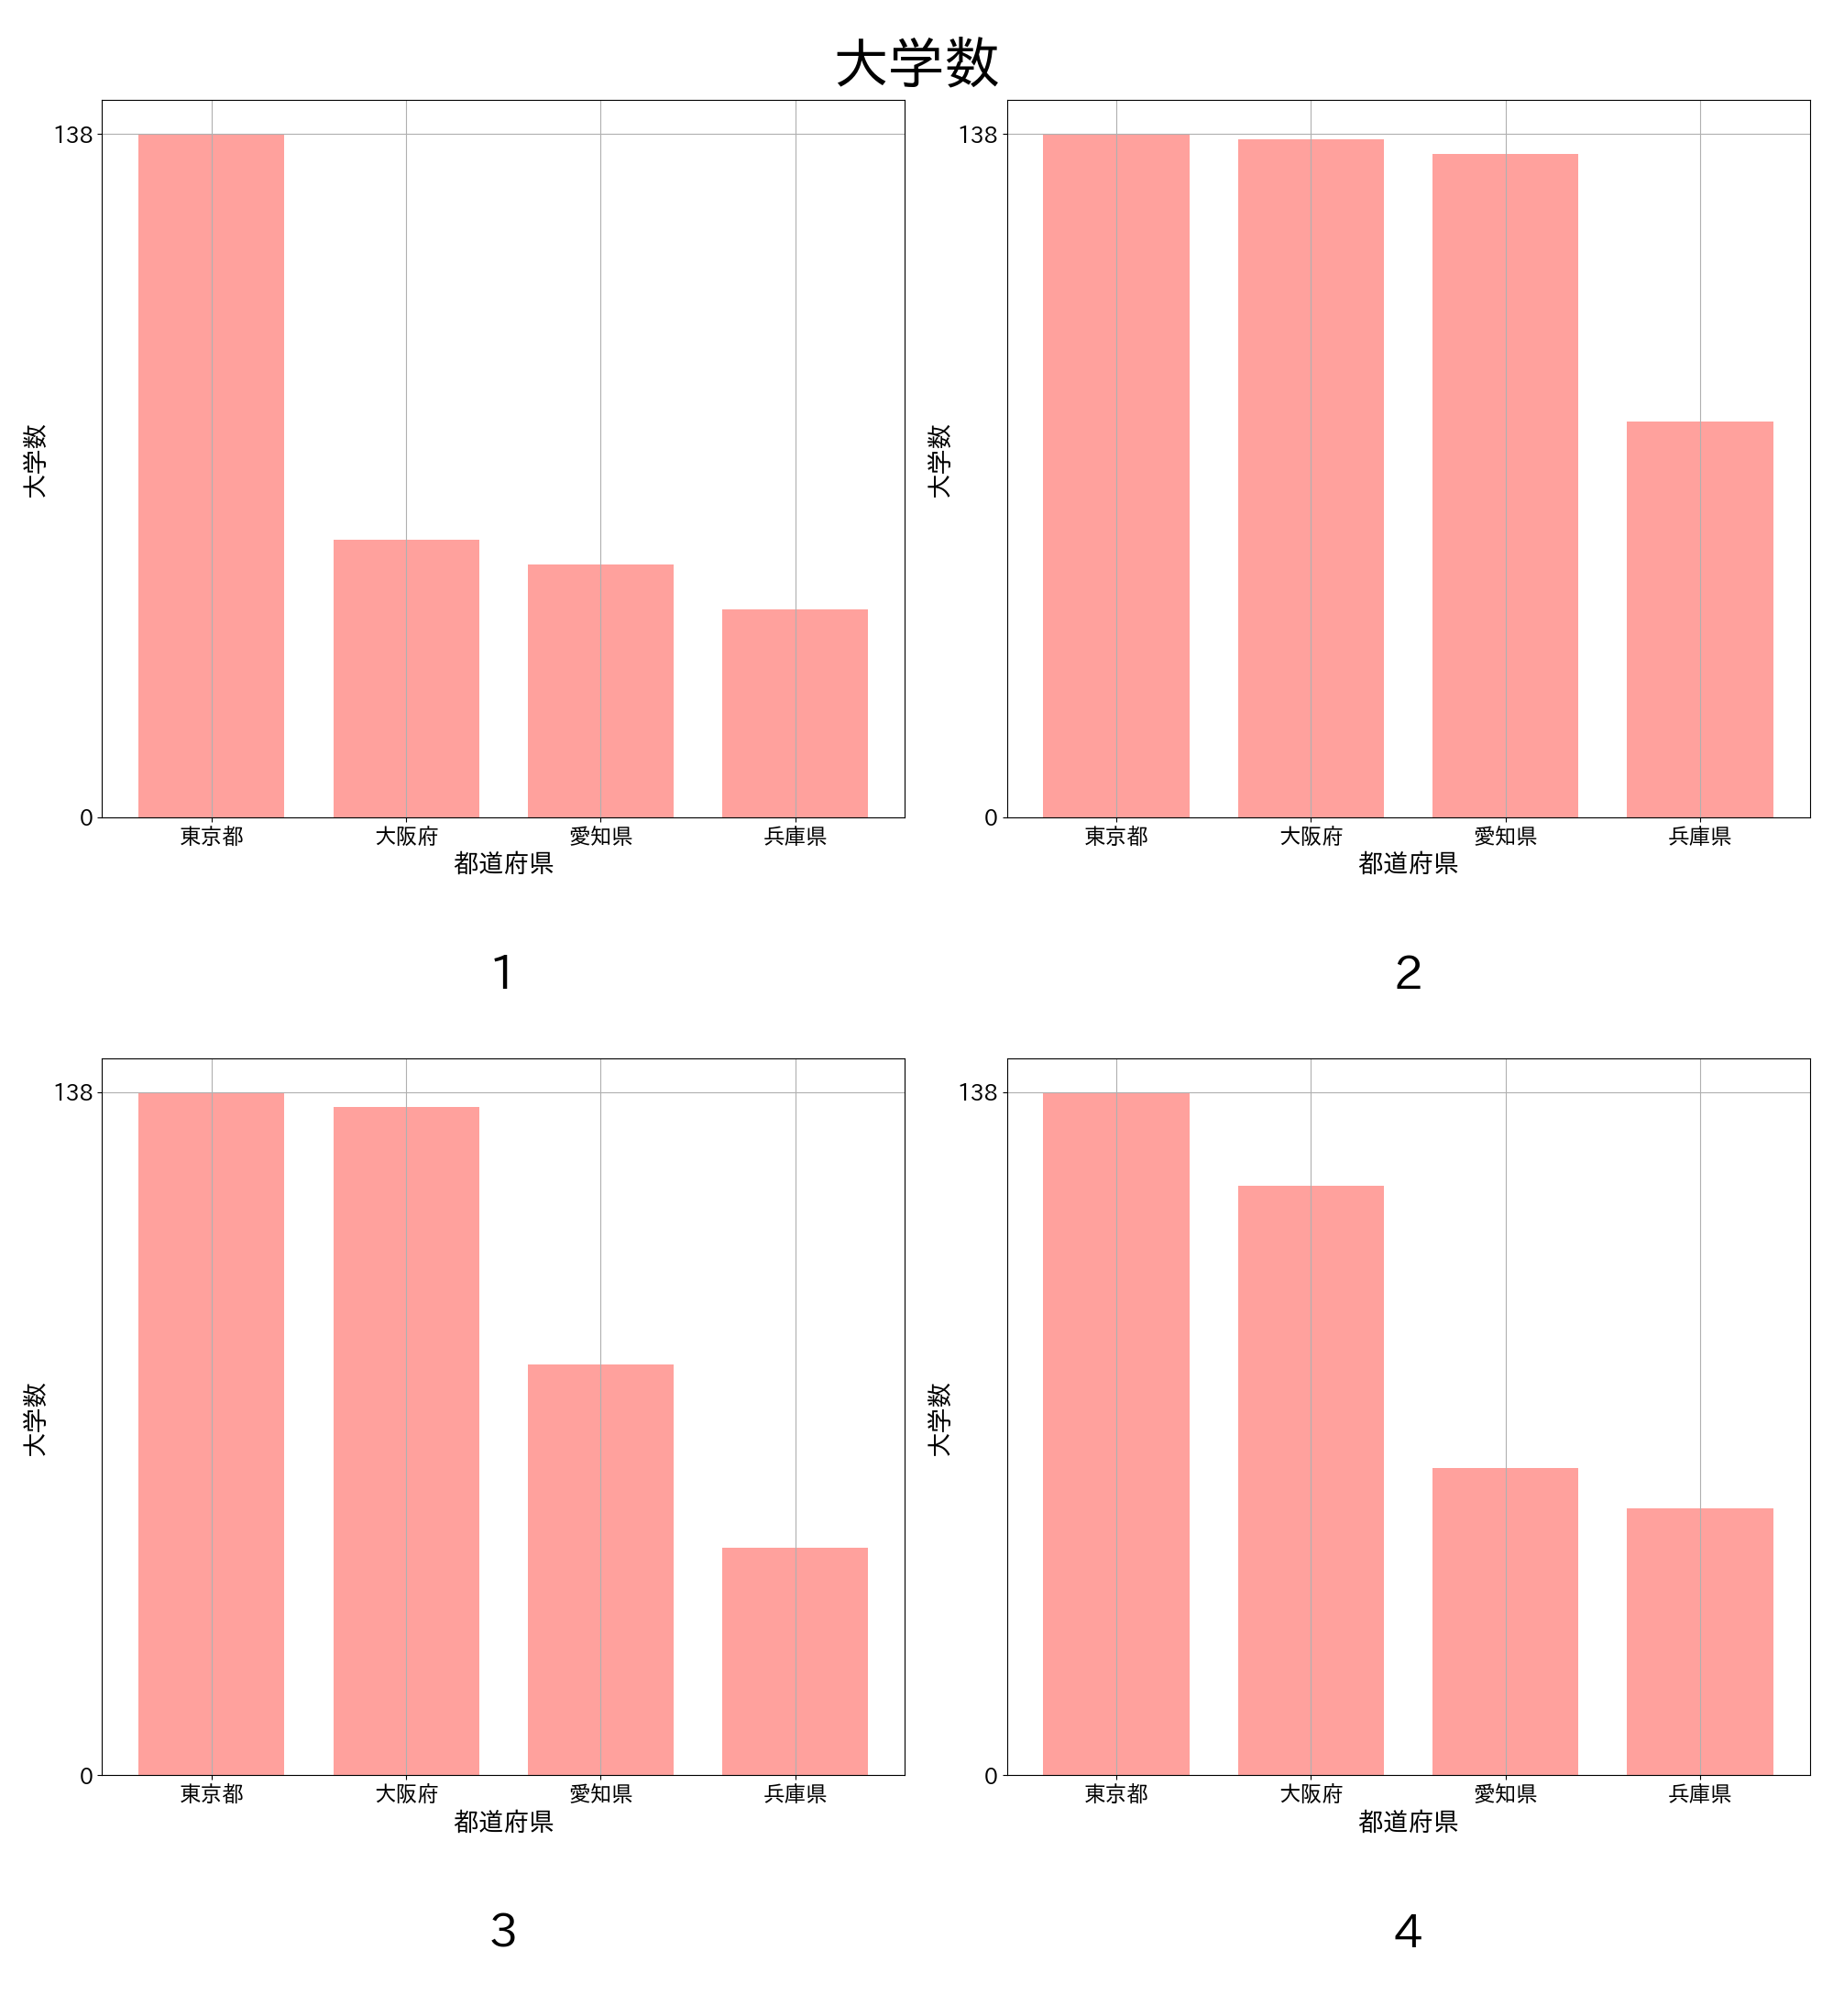 大学数
138
0
大学数
東京都 大阪府 愛知県 兵庫県
都道府県
1
138
0
大学数
東京都 大阪府 愛知県 兵庫県
都道府県
2
138
0
大学数
東京都 大阪府 愛知県 兵庫県
都道府県
3
138
0
大学数
東京都 大阪府 愛知県 兵庫県
都道府県
4